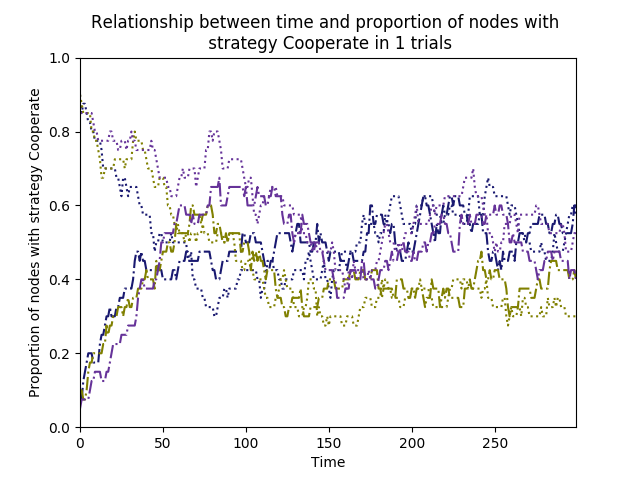 Relationship between time and proportion of nodes with
strategy Cooperate in 1 trials
Proportion of nodes with strategy Cooperate
1.0
0.8
0.6
0.4
0.2
0.0
0 50 100 150 200 250
Time